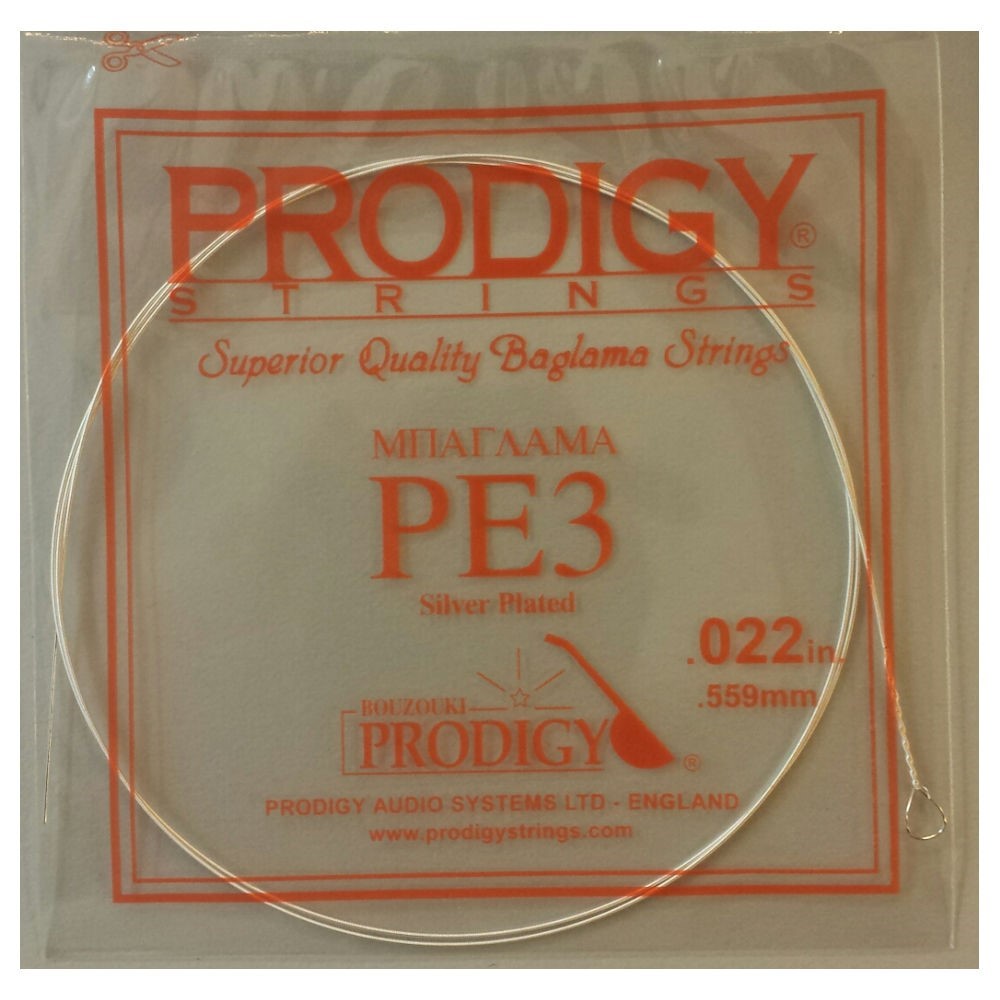 PRODIGY®
STRINGS
Superior Quality Baglama Strings
ΜΠΑΓΛΑΜΑ
PE3
Silver Plated
.022in.
.559mm
BOUZOUKI
PRODIGY®
PRODIGY AUDIO SYSTEMS LTD - ENGLAND
www.prodigystrings.com